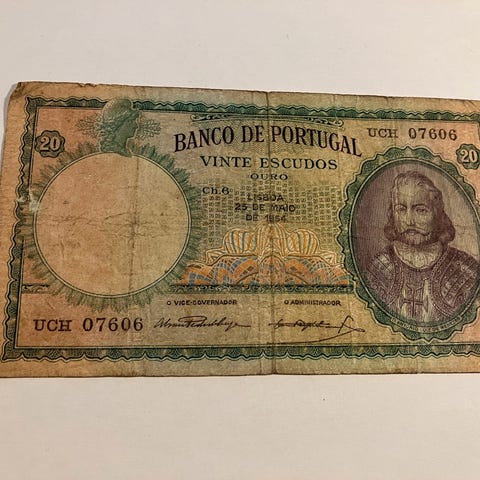 BANCO DE PORTUGAL
UCH 07606
20
20
VINTE ESCUDOS
OURO
Ch. 6
LISBOA
25 DE MAIO
DE 1954
O VICE-GOVERNADOR
O ADMINISTRADOR
UCH 07606